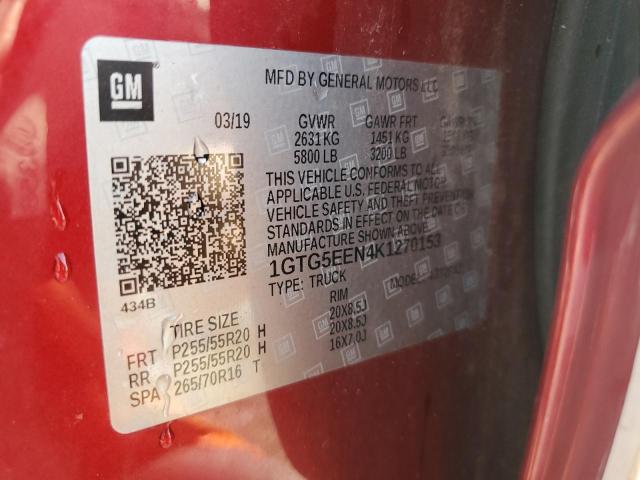 GM
MFD BY GENERAL MOTORS LLC
03/19 GVWR GAWR FRT
2631 KG 1451 KG
5800 LB 3200 LB
THIS VEHICLE CONFORMS TO ALL
APPLICABLE U.S. FEDERAL MOTOR
VEHICLE SAFETY AND THEFT PREVENTION
STANDARDS IN EFFECT ON THE DATE OF
MANUFACTURE SHOWN ABOVE.
1GTG5EEN4K1270153
TYPE: TRUCK MODEL:
434B
TIRE SIZE RIM
FRT P255/55R20 H 20X8.5J
RR P255/55R20 H 20X8.5J
SPA 265/70R16 T 16X7.0J